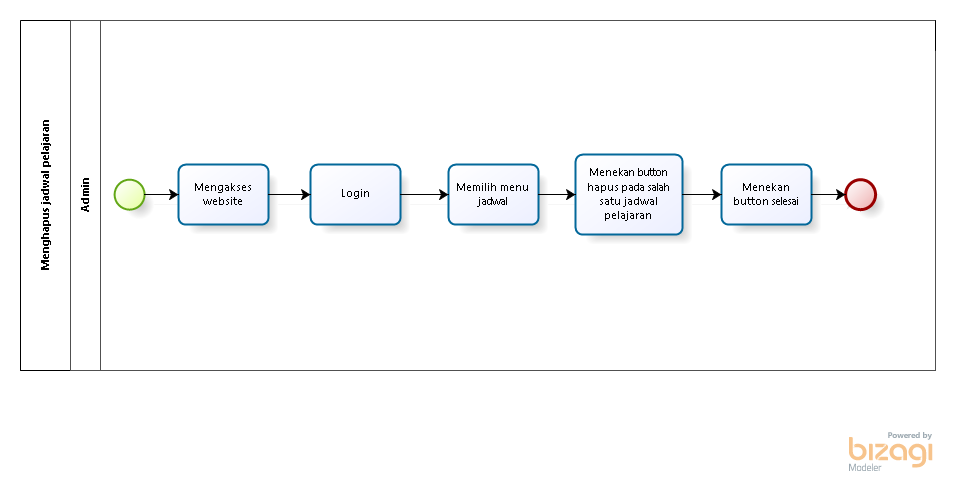 Menghapus jadwal pelajaran
Admin
Mengakses
website
Login
Memilih menu
jadwal
Menekan button
hapus pada salah
satu jadwal
pelajaran
Menekan
button selesai
Powered by
bizagi
Modeler